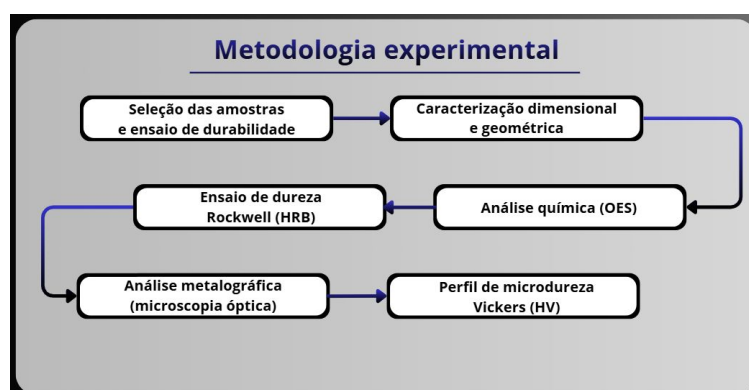 Metodologia experimental
Seleção das amostras
e ensaio de durabilidade
Caracterização dimensional
e geométrica
Análise química (OES)
Ensaio de dureza
Rockwell (HRB)
Análise metalográfica
(microscopia óptica)
Perfil de microdureza
Vickers (HV)